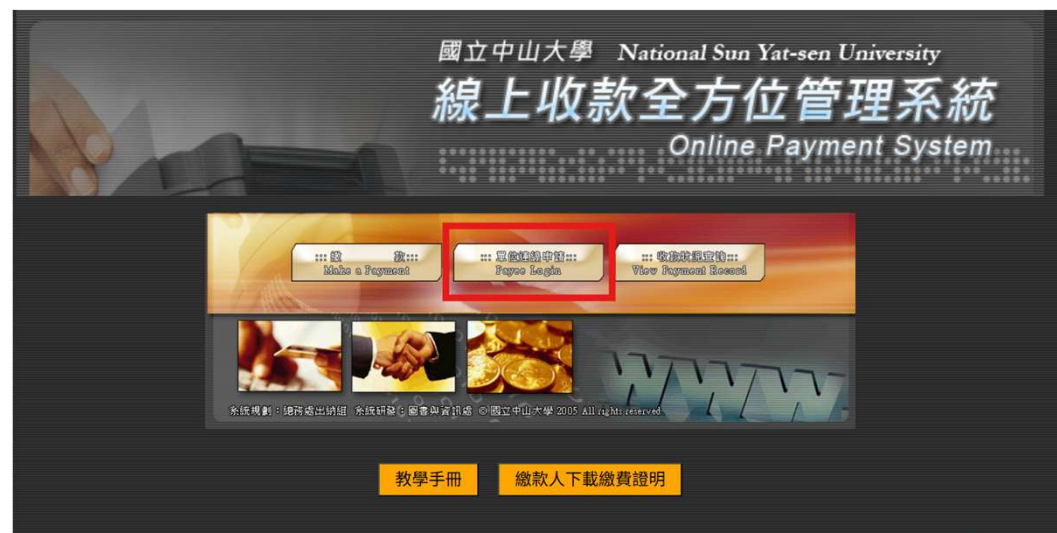 國立中山大學 National Sun Yat-sen University
線上收款全方位管理系統
Online Payment System
::: 繳 款:::
Make a Payment
::: 單位連線申請:::
Payee Login
::: 收款狀況查詢:::
View Payment Record
WWW.
系統規劃：總務處出納組 系統研發：圖書與資訊處 ©國立中山大學 2005 All rights reserved.
教學手冊
繳款人下載繳費證明